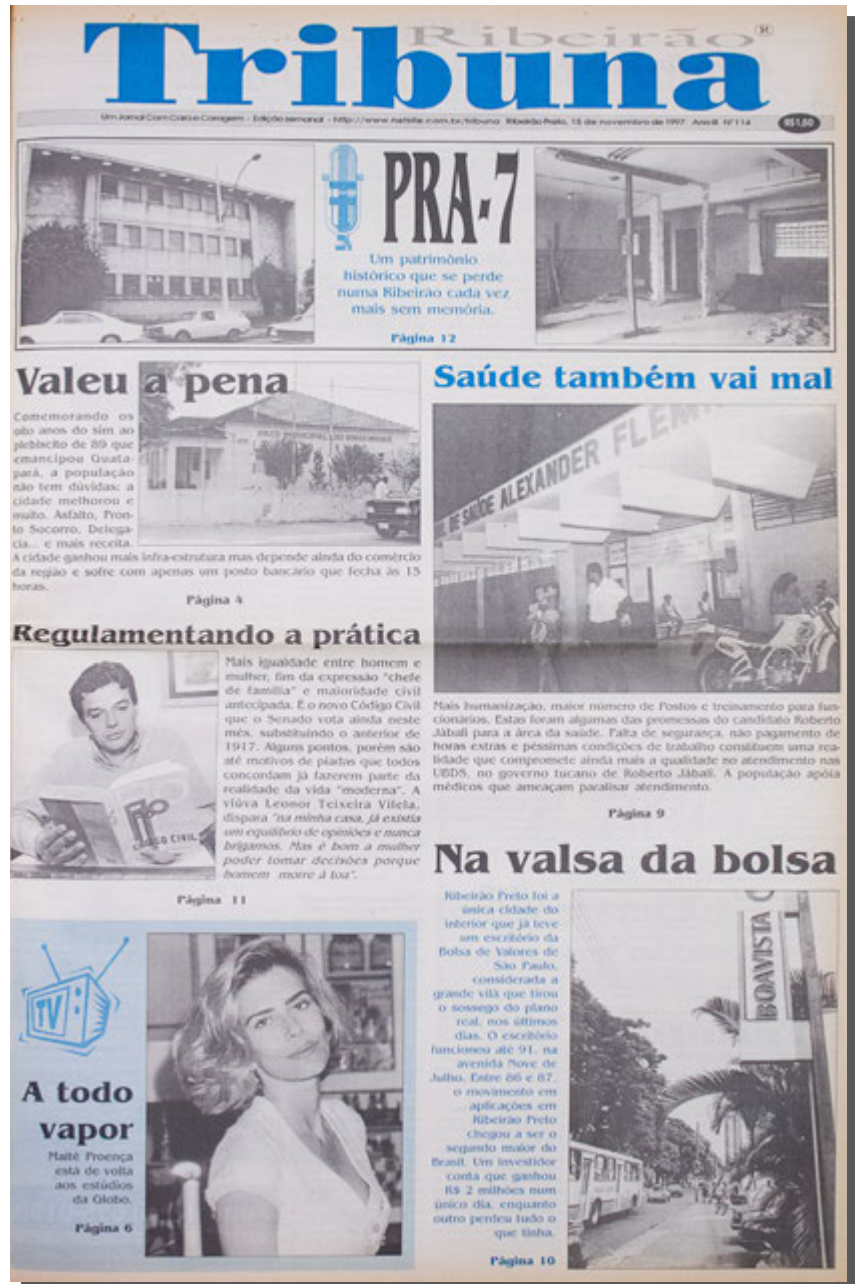 Ribeirão®
Tribuna
Um Jornal Com Cara e Coragem - Edição semanal - http://www.netsite.com.br/tribuna Ribeirão Preto, 15 de novembro de 1997 Ano III Nº 114
R$1,50
PRA-7
Um patrimônio
histórico que se perde
numa Ribeirão cada vez
mais sem memória.
Página 12
Valeu a pena
Comemorando os
oito anos do sim ao
plebiscito de 89 que
emancipou Guata-
pará, a população
não tem dúvidas: a
cidade melhorou e
muito. Asfalto, Pron-
to Socorro, Delega-
cia... e mais receita.
A cidade ganhou mais infra-estrutura mas depende ainda do comércio
da região e sofre com apenas um posto bancário que fecha às 15
horas.
Página 4
Saúde também vai mal
DE SAÚDE ALEXANDER FLEMI
Mais humanização, maior número de Postos e treinamento para fun-
cionários. Estas foram algumas das promessas do candidato Roberto
Jábali para a área da saúde. Falta de segurança, não pagamento de
horas extras e péssimas condições de trabalho constituem uma rea-
lidade que compromete ainda mais a qualidade no atendimento nas
UBDS, no governo tucano de Roberto Jábali. A população apóia
médicos que ameaçam paralisar atendimento.
Página 9
Regulamentando a prática
CÓDIGO CIVIL
Mais igualdade entre homem e
mulher, fim da expressão "chefe
de família" e maioridade civil
antecipada. É o novo Código Civil
que o Senado vota ainda neste
mês, substituindo o anterior de
1917. Alguns pontos, porém são
até motivos de piadas que todos
concordam já fazerem parte da
realidade da vida "moderna". A
viúva Leonor Teixeira Vilela,
dispara "na minha casa, já existia
um equilíbrio de opiniões e nunca
brigamos. Mas é bom a mulher
poder tomar decisões porque
homem morre à toa".
Página 11
Na valsa da bolsa
Ribeirão Preto foi a
única cidade do
interior que já teve
um escritório da
Bolsa de Valores de
São Paulo,
considerada a
grande vilã que tirou
o sossego do plano
real, nos últimos
dias. O escritório
funcionou até 91, na
avenida Nove de
Julho. Entre 86 e 87,
o movimento em
aplicações em
Ribeirão Preto
chegou a ser o
segundo maior do
Brasil. Um investidor
conta que ganhou
R$ 2 milhões num
único dia, enquanto
outro perdeu tudo o
que tinha.
Página 10
BOAVISTA
TV
A todo
vapor
Maitê Proença
está de volta
aos estúdios
da Globo.
Página 6